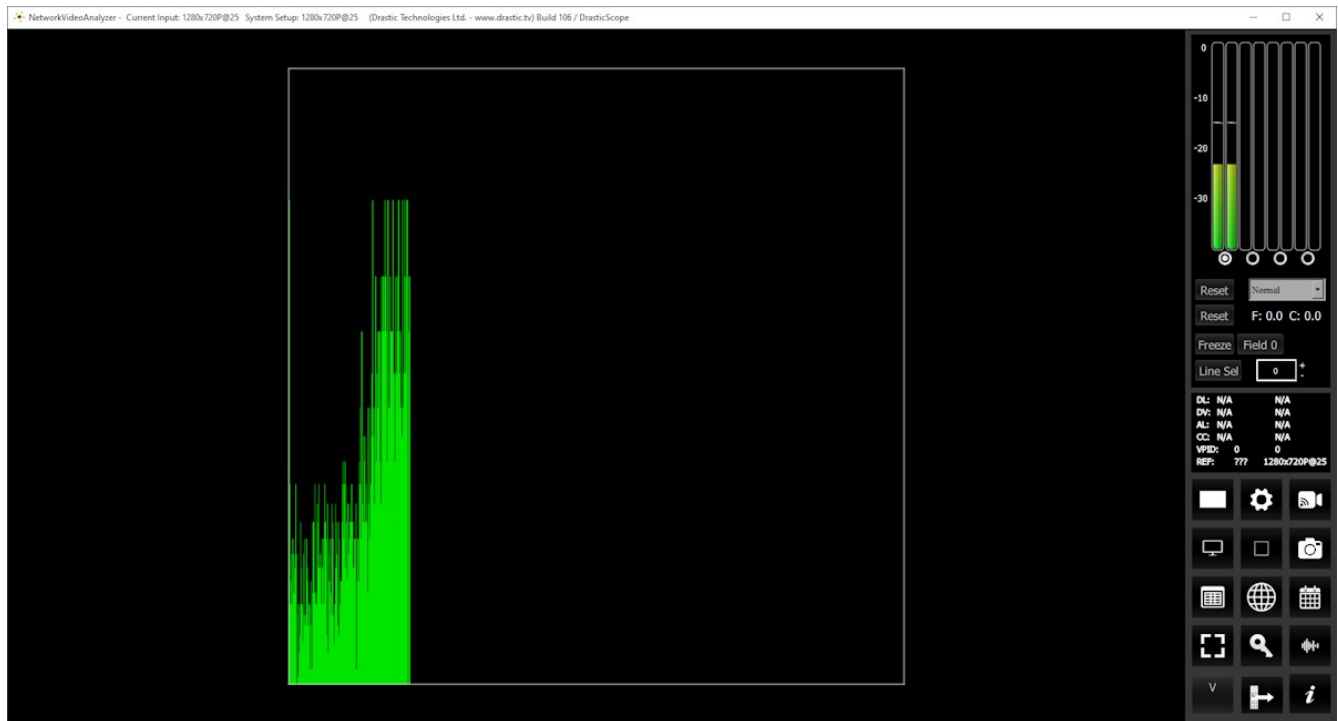 NetworkVideoAnalyzer - Current Input: 1280x720P@25 System Setup: 1280x720P@25 (Drastic Technologies Ltd. - www.drastic.tv) Build 106 / DrasticScope
0
-10
-20
-30
Reset Normal
Reset F: 0.0 C: 0.0
Freeze Field 0
Line Sel 0 +
-
DL: N/A N/A
DV: N/A N/A
AL: N/A N/A
CC: N/A N/A
VPID: 0 0
REF: ??? 1280x720P@25
V
i